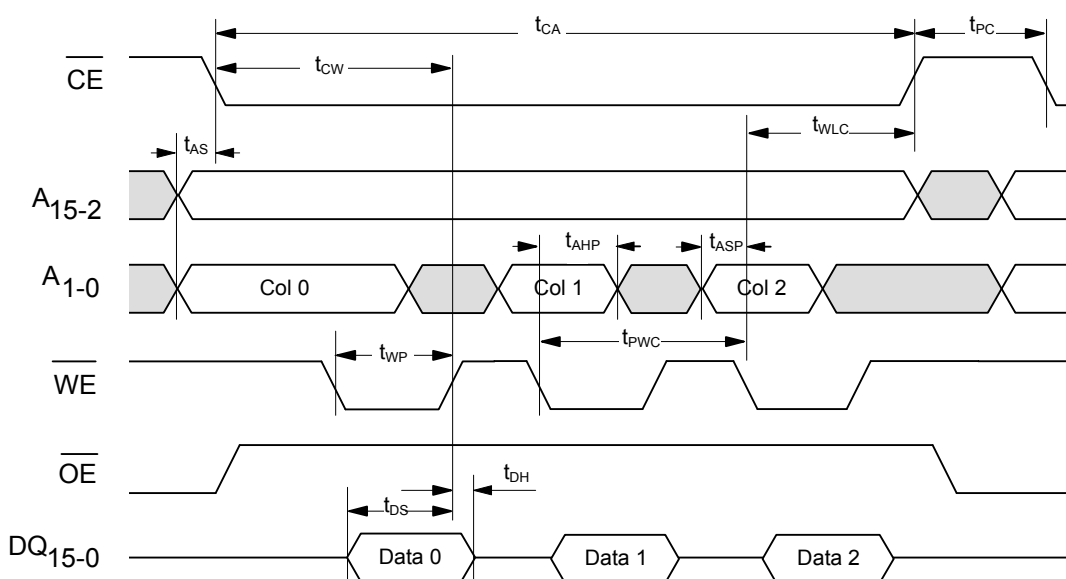 tCA
tPC
tCW
CE
tWLC
tAS
A15-2
tAHP
tASP
A1-0
Col 0
Col 1
Col 2
tWP
tPWC
WE
OE
tDH
tDS
DQ15-0
Data 0
Data 1
Data 2